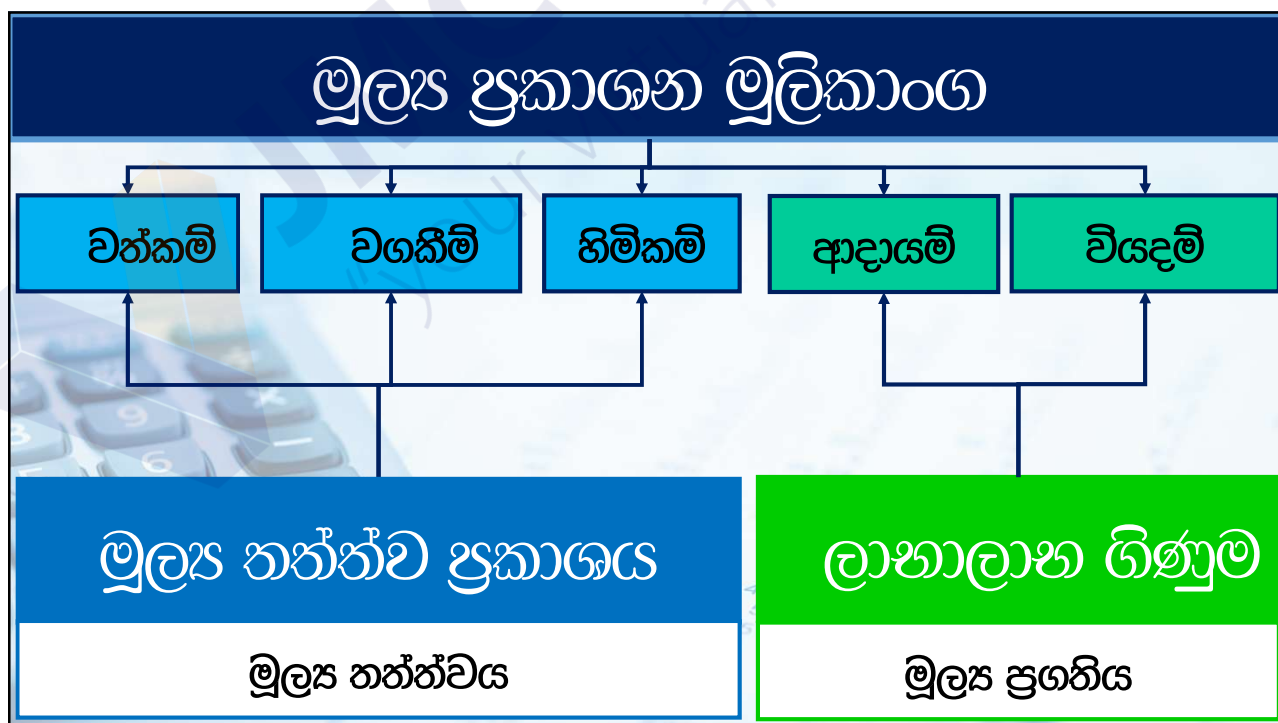 මූල්‍ය ප්‍රකාශන මූලිකාංග
වත්කම්
වගකීම්
හිමිකම්
ආදායම්
වියදම්
මූල්‍ය තත්ත්ව ප්‍රකාශය
ලාභාලාභ ගිණුම
මූල්‍ය තත්ත්වය
මූල්‍ය ප්‍රගතිය